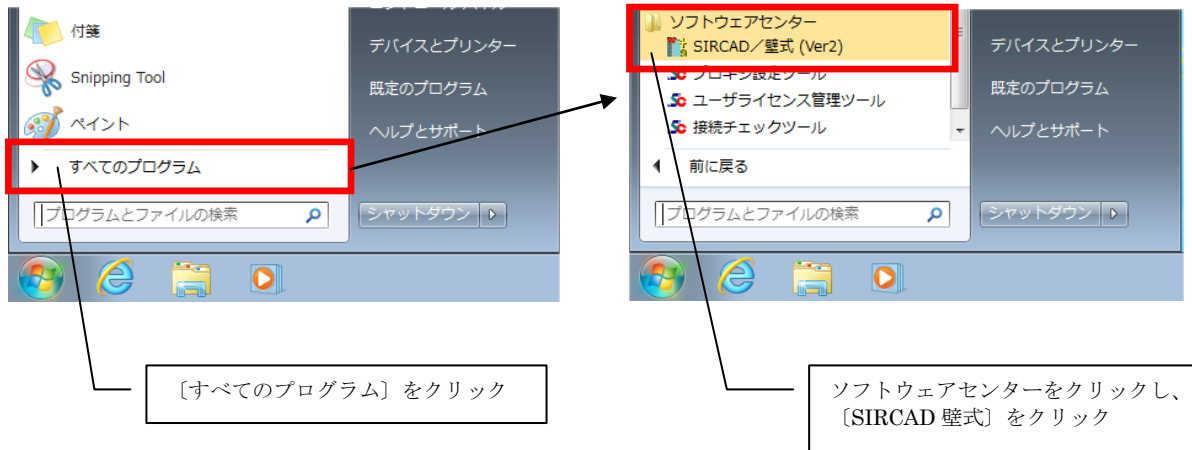 付箋
Snipping Tool
ペイント
すべてのプログラム
プログラムとファイルの検索
デバイスとプリンター
既定のプログラム
ヘルプとサポート
シャットダウン
〔すべてのプログラム〕をクリック
ソフトウェアセンター
SIRCAD／壁式 (Ver2)
プロキシ設定ツール
ユーザライセンス管理ツール
接続チェックツール
前に戻る
プログラムとファイルの検索
デバイスとプリンター
既定のプログラム
ヘルプとサポート
シャットダウン
ソフトウェアセンターをクリックし、
〔SIRCAD 壁式〕をクリック